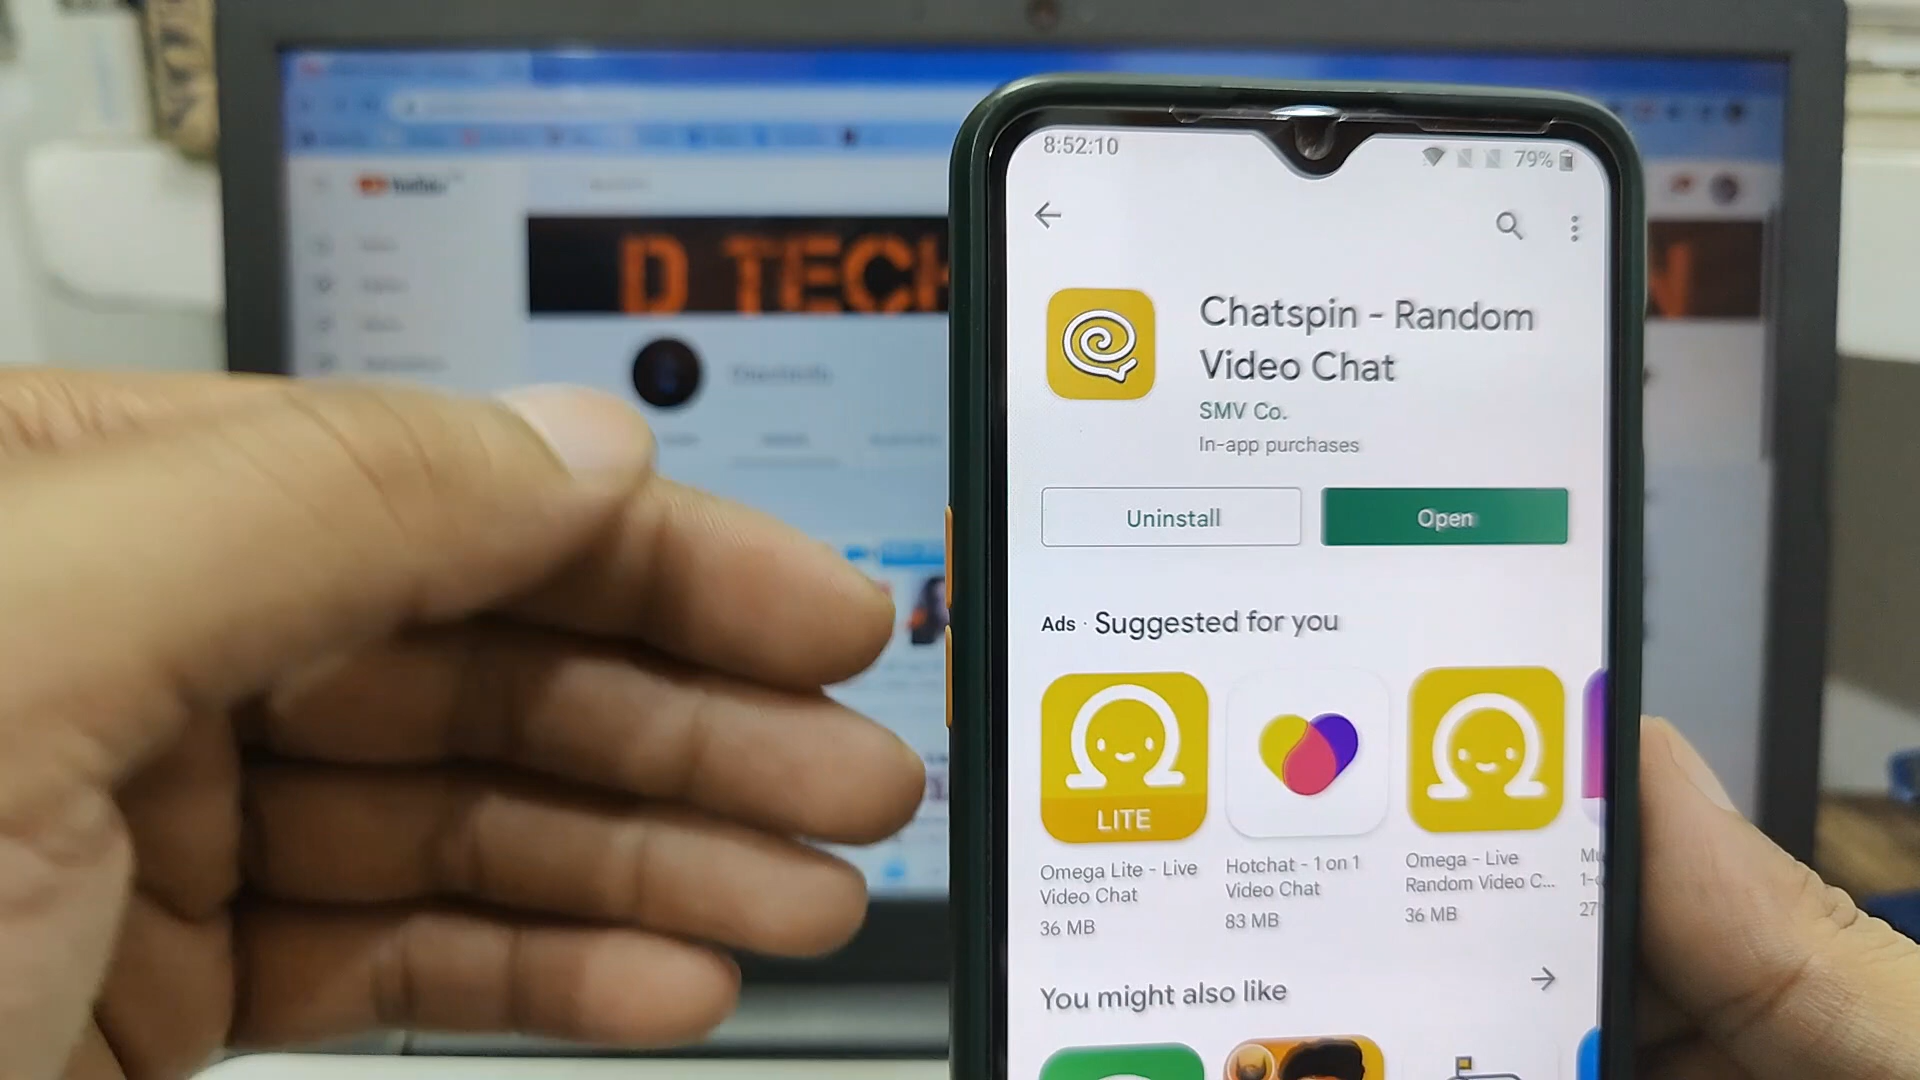 D TECH
8:52:10
79%
Chatspin - Random
Video Chat
SMV Co.
In-app purchases
Uninstall
Open
Ads · Suggested for you
LITE
Omega Lite - Live
Video Chat
36 MB
Hotchat - 1 on 1
Video Chat
83 MB
Omega - Live
Random Video C...
36 MB
27
You might also like